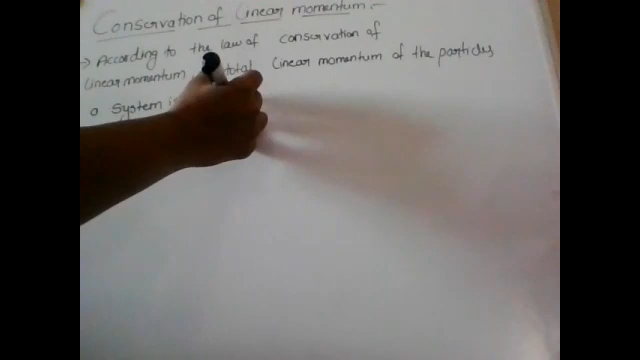 Conservation of Linear momentum :-
→ According to the law of conservation of
Linear momentum total Linear momentum of the particles
System is